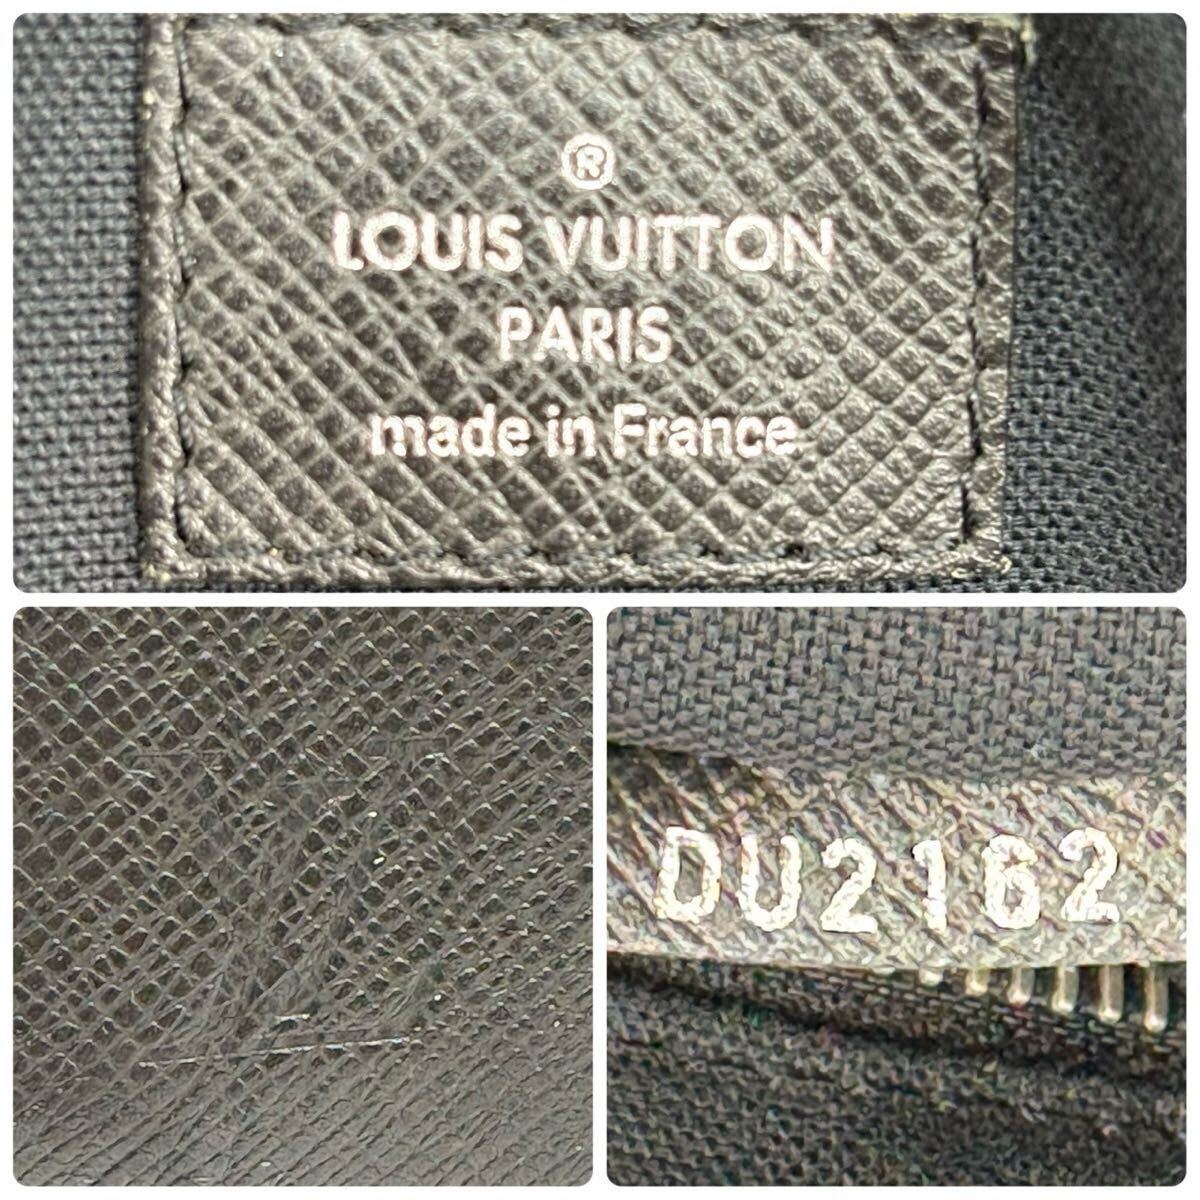 ®
LOUIS VUITTON
PARIS
made in France
DU2162